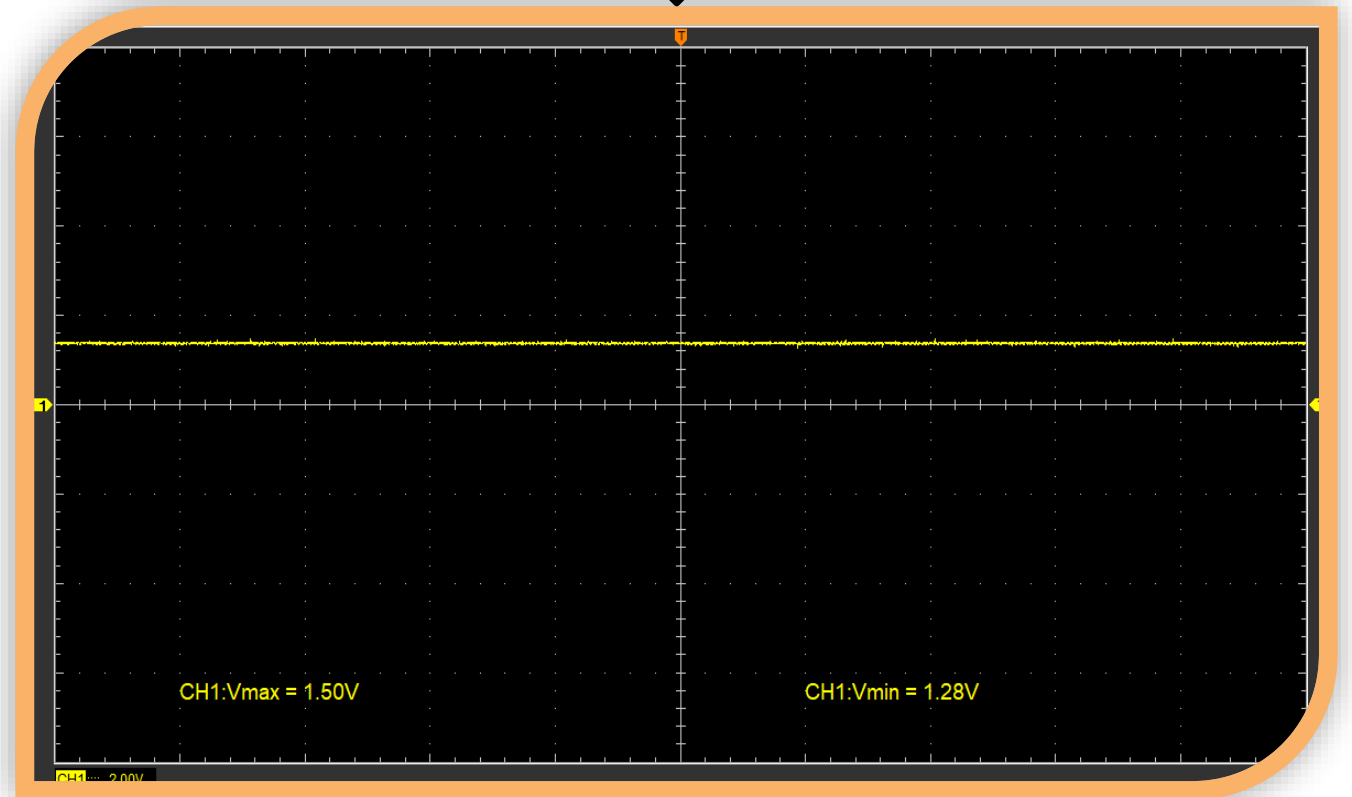 T
1
CH1:Vmax = 1.50V
CH1:Vmin = 1.28V
CH1 2.00V